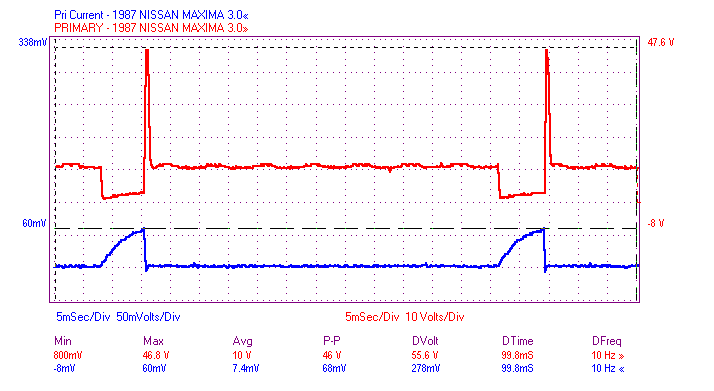 Pri Current - 1987 NISSAN MAXIMA 3.0«
PRIMARY - 1987 NISSAN MAXIMA 3.0»
338mV 47.6 V
60mV -8 V
5mSec/Div 50mVolts/Div 5mSec/Div 10 Volts/Div
Min Max Avg P-P DVolt DTime DFreq
800mV 46.8 V 10 V 46 V 55.6 V 99.8mS 10 Hz »
-8mV 60mV 7.4mV 68mV 278mV 99.8mS 10 Hz «